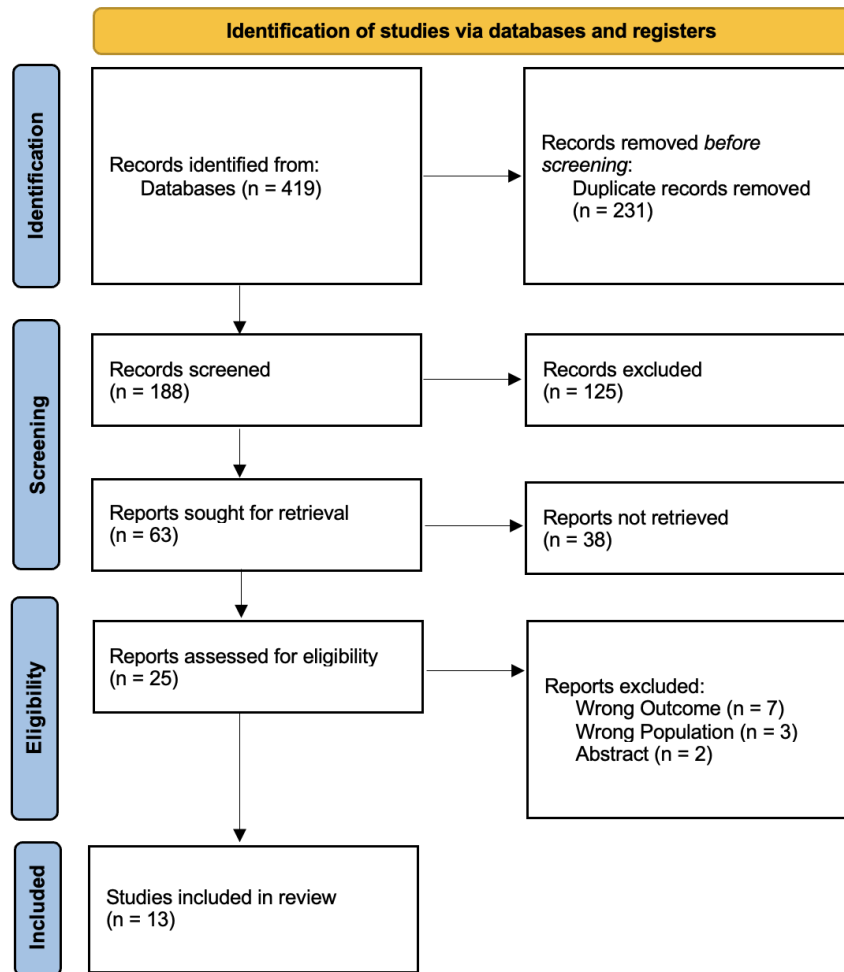 Identification of studies via databases and registers
Identification
Records identified from:
Databases (n = 419)
Records removed before
screening:
Duplicate records removed
(n = 231)
Screening
Records screened
(n = 188)
Records excluded
(n = 125)
Reports sought for retrieval
(n = 63)
Reports not retrieved
(n = 38)
Eligibility
Reports assessed for eligibility
(n = 25)
Reports excluded:
Wrong Outcome (n = 7)
Wrong Population (n = 3)
Abstract (n = 2)
Included
Studies included in review
(n = 13)